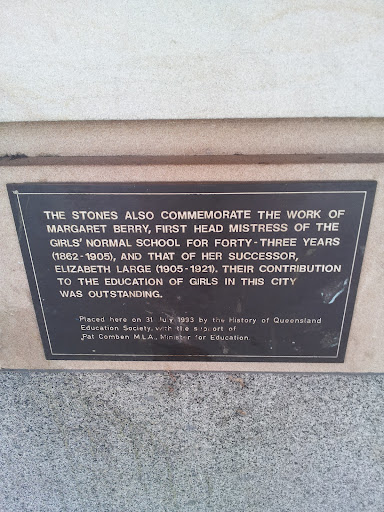 THE STONES ALSO COMMEMORATE THE WORK OF
MARGARET BERRY, FIRST HEAD MISTRESS OF THE
GIRLS' NORMAL SCHOOL FOR FORTY-THREE YEARS
(1862-1905), AND THAT OF HER SUCCESSOR,
ELIZABETH LARGE (1905-1921). THEIR CONTRIBUTION
TO THE EDUCATION OF GIRLS IN THIS CITY
WAS OUTSTANDING.
Placed here on 31 July 1993 by the History of Queensland
Education Society, with the support of
Pat Comben M.L.A., Minister for Education.